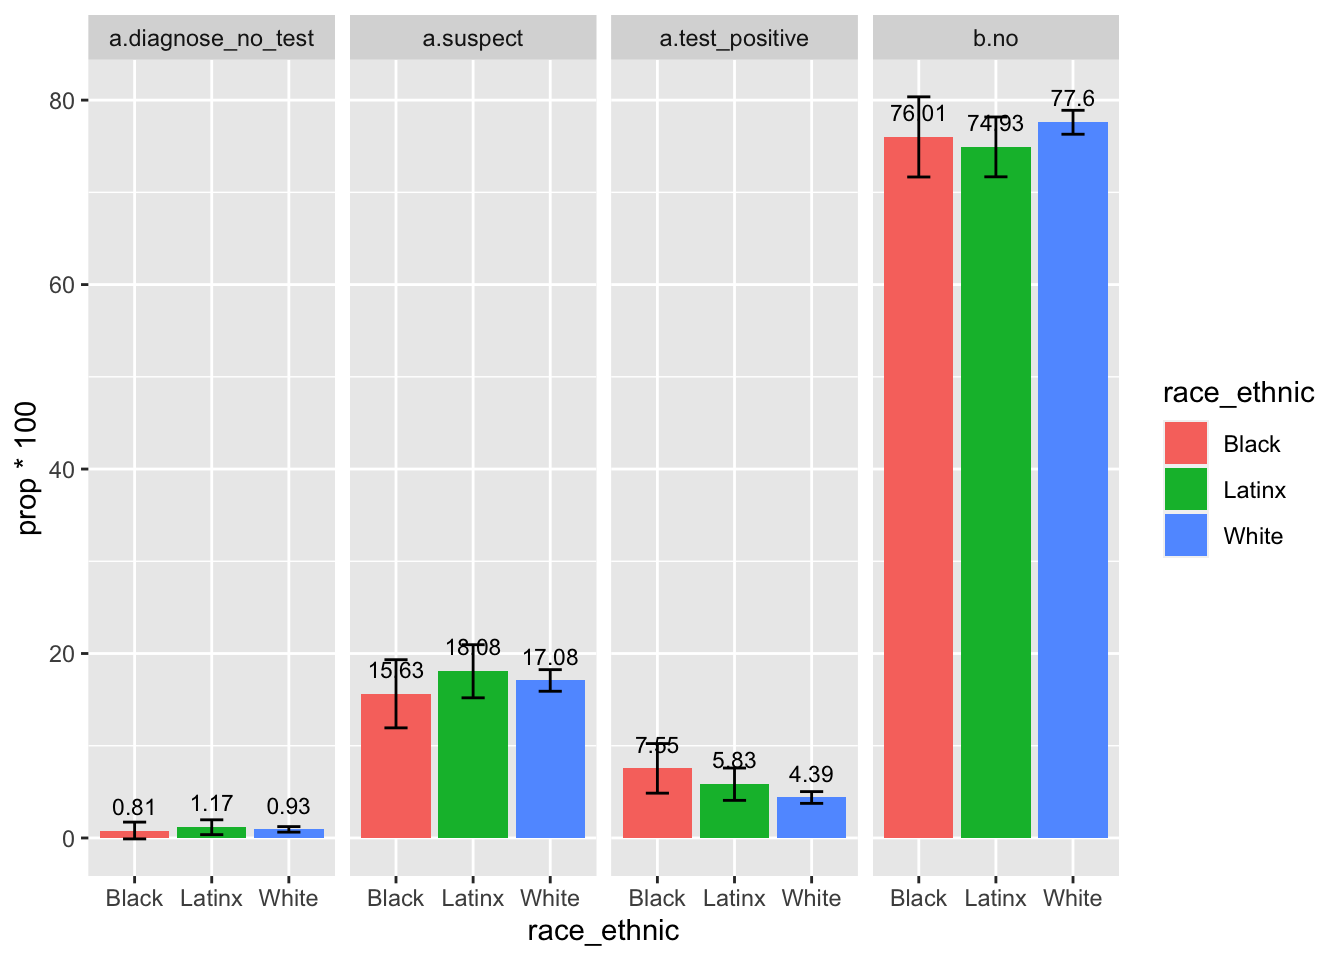 a.diagnose_no_test
a.suspect
a.test_positive
b.no
80
60
40
20
0
prop * 100
0.81
1.17
0.93
15.63
18.08
17.08
7.55
5.83
4.39
76.01
74.93
77.6
Black Latinx White
Black Latinx White
Black Latinx White
Black Latinx White
race_ethnic
race_ethnic
Black
Latinx
White